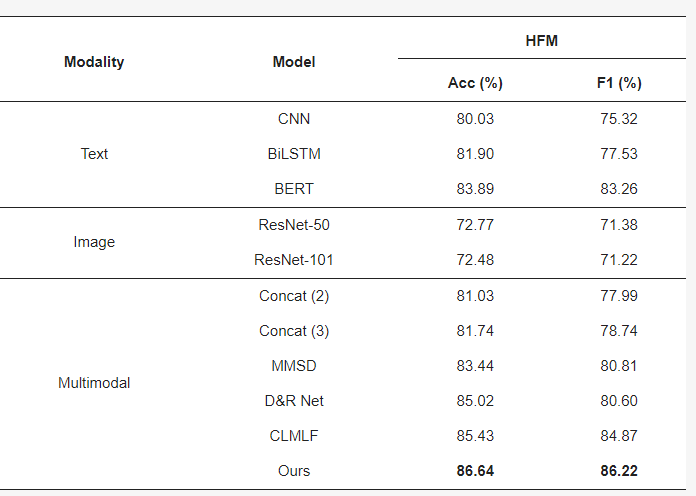 HFM
Modality Model
Acc (%) F1 (%)
CNN 80.03 75.32
Text BiLSTM 81.90 77.53
BERT 83.89 83.26
ResNet-50 72.77 71.38
Image
ResNet-101 72.48 71.22
Concat (2) 81.03 77.99
Concat (3) 81.74 78.74
MMSD 83.44 80.81
Multimodal
D&R Net 85.02 80.60
CLMLF 85.43 84.87
Ours 86.64 86.22